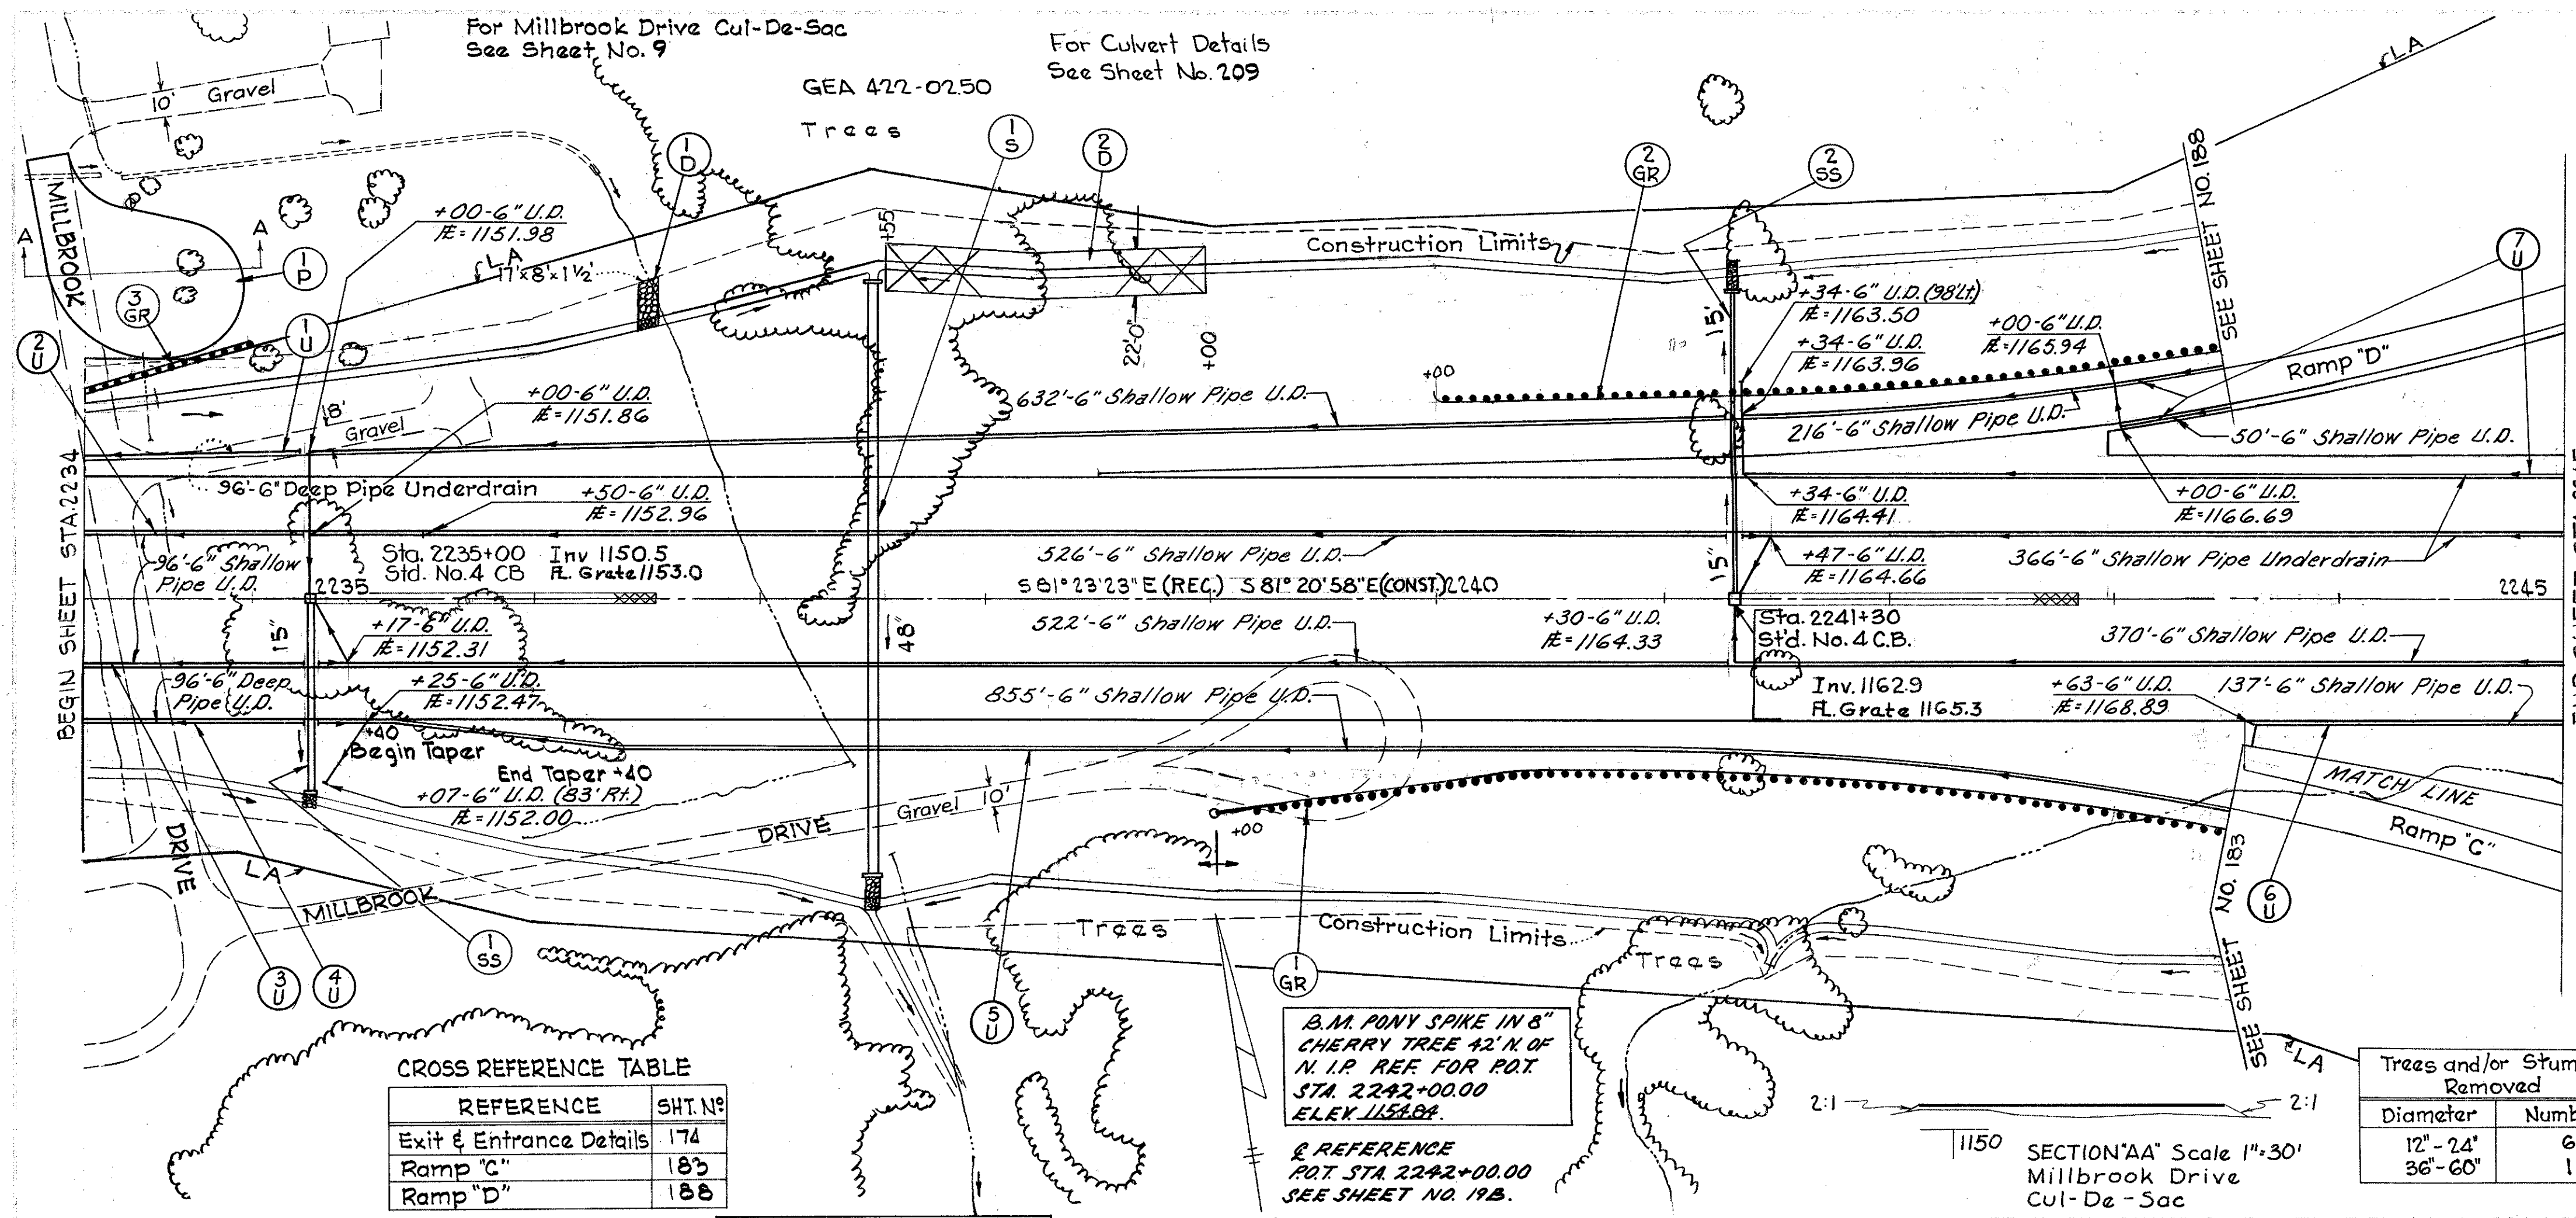 For Millbrook Drive Cul-De-Sac
See Sheet No. 9
For Culvert Details
See Sheet No. 209
GEA 422-0250
Trees
10' Gravel
LA
SEE SHEET NO. 188
1
D
1
S
2
D
2
GR
2
SS
7
U
MILLBROOK
A
A
1
P
3
GR
1
U
2
U
+00-6" U.D.
FL=1151.98
LA
17'x8'x1½'
+55
22'-0"
+00
Construction Limits
+34-6" U.D. (98'Lt)
FL=1163.50
+34-6" U.D.
FL=1163.96
+00-6" U.D.
FL=1165.94
15"
Ramp "D"
+00
+00-6" U.D.
FL=1151.86
8'
Gravel
632'-6" Shallow Pipe U.D.
216'-6" Shallow Pipe U.D.
50'-6" Shallow Pipe U.D.
BEGIN SHEET STA.2234
96'-6" Deep Pipe Underdrain
+50-6" U.D.
FL=1152.96
+34-6" U.D.
FL=1164.41
+00-6" U.D.
FL=1166.69
96'-6" Shallow
Pipe U.D.
Sta. 2235+00
Std. No.4 CB
Inv 1150.5
FL. Grate 1153.0
526'-6" Shallow Pipe U.D.
15"
+47-6" U.D.
FL=1164.66
366'-6" Shallow Pipe Underdrain
2235
S 81° 23' 23" E (REC.) S 81° 20' 58" E (CONST.) 2240
2245
15"
+17-6" U.D.
FL=1152.31
48"
522'-6" Shallow Pipe U.D.
+30-6" U.D.
FL=1164.33
Sta. 2241+30
St'd. No. 4 C.B.
370'-6" Shallow Pipe U.D.
96'-6" Deep
Pipe U.D.
+25-6" U.D.
FL=1152.47
855'-6" Shallow Pipe U.D.
Inv. 1162.9
FL. Grate 1165.3
+63-6" U.D.
FL=1168.89
137'-6" Shallow Pipe U.D.
+40
Begin Taper
End Taper +40
+07-6" U.D. (83' Rt.)
FL=1152.00
DRIVE
Gravel 10'
DRIVE
+00
MATCH LINE
Ramp "C"
LA
MILLBROOK
1
SS
3
U
4
U
5
U
1
GR
6
U
Trees
Construction Limits
Trees
SEE SHEET NO. 183
LA
B.M. PONY SPIKE IN 8"
CHERRY TREE 42' N. OF
N. I.P. REF. FOR P.O.T.
STA. 2242+00.00
ELEV. 1154.84.
℄ REFERENCE
P.O.T. STA. 2242+00.00
SEE SHEET NO. 19B.
CROSS REFERENCE TABLE
REFERENCE SHT. Nº
Exit & Entrance Details 174
Ramp "C" 183
Ramp "D" 188
2:1
2:1
1150
SECTION "AA" Scale 1"=30'
Millbrook Drive
Cul-De-Sac
Trees and/or Stum
Removed
Diameter Numb
12"-24" 6
36"-60" 1